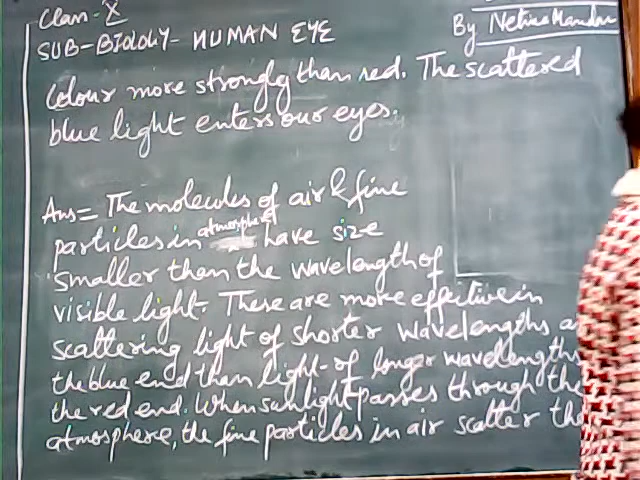 Class- X
SUB-BIOLOGY- HUMAN EYE
By
colour more strongly than red. The scattered
blue light enters our eyes.
Ans= The molecules of air & fine
particles in atmosphere have size
smaller than the wavelength of
visible light. These are more effective in
scattering light of shorter wavelengths a
the blue end than light of longer wavelengths
the red end. When sunlight passes through the
atmosphere, the fine particles in air scatter the